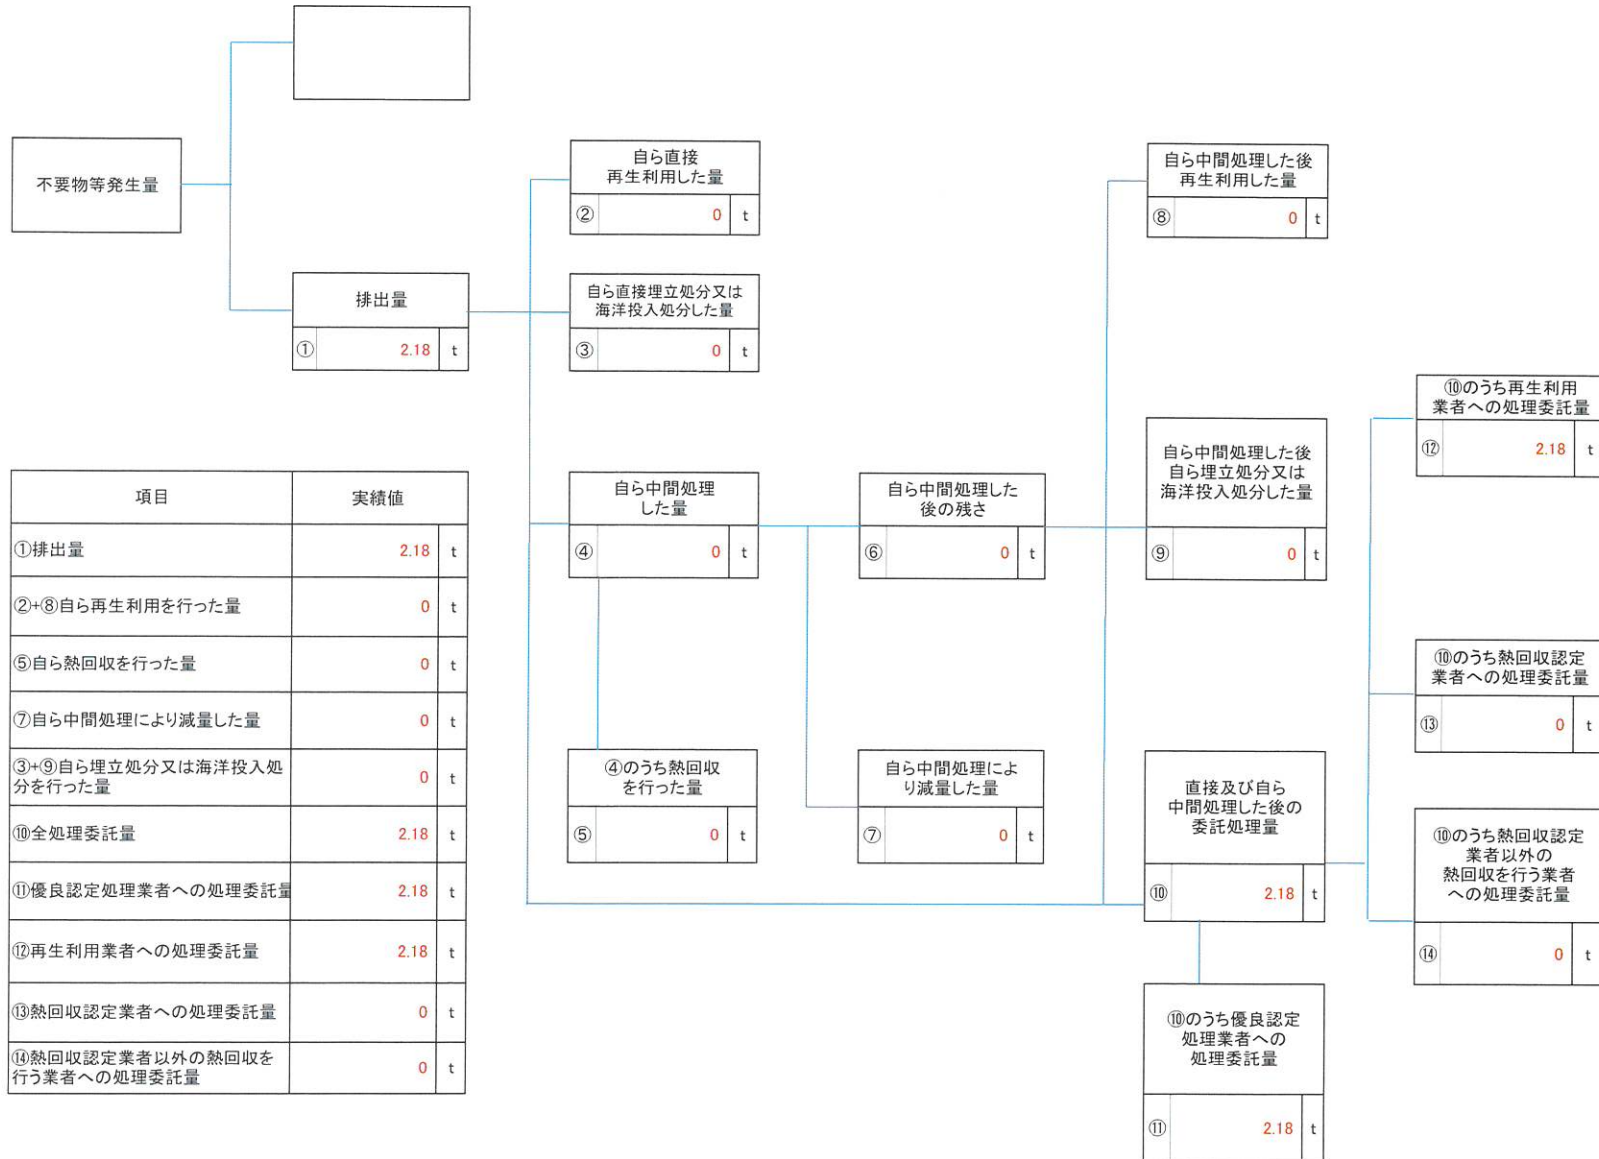 不要物等発生量
排出量
① 2.18 t
自ら直接
再生利用した量
② 0 t
自ら直接埋立処分又は
海洋投入処分した量
③ 0 t
自ら中間処理
した量
④ 0 t
④のうち熱回収
を行った量
⑤ 0 t
自ら中間処理した
後の残さ
⑥ 0 t
自ら中間処理によ
り減量した量
⑦ 0 t
自ら中間処理した後
再生利用した量
⑧ 0 t
自ら中間処理した後
自ら埋立処分又は
海洋投入処分した量
⑨ 0 t
直接及び自ら
中間処理した後の
委託処理量
⑩ 2.18 t
⑩のうち優良認定
処理業者への
処理委託量
⑪ 2.18 t
⑩のうち再生利用
業者への処理委託量
⑫ 2.18 t
⑩のうち熱回収認定
業者への処理委託量
⑬ 0 t
⑩のうち熱回収認定
業者以外の
熱回収を行う業者
への処理委託量
⑭ 0 t
項目 実績値
①排出量 2.18 t
②+⑧自ら再生利用を行った量 0 t
⑤自ら熱回収を行った量 0 t
⑦自ら中間処理により減量した量 0 t
③+⑨自ら埋立処分又は海洋投入処
分を行った量 0 t
⑩全処理委託量 2.18 t
⑪優良認定処理業者への処理委託量 2.18 t
⑫再生利用業者への処理委託量 2.18 t
⑬熱回収認定業者への処理委託量 0 t
⑭熱回収認定業者以外の熱回収を
行う業者への処理委託量 0 t